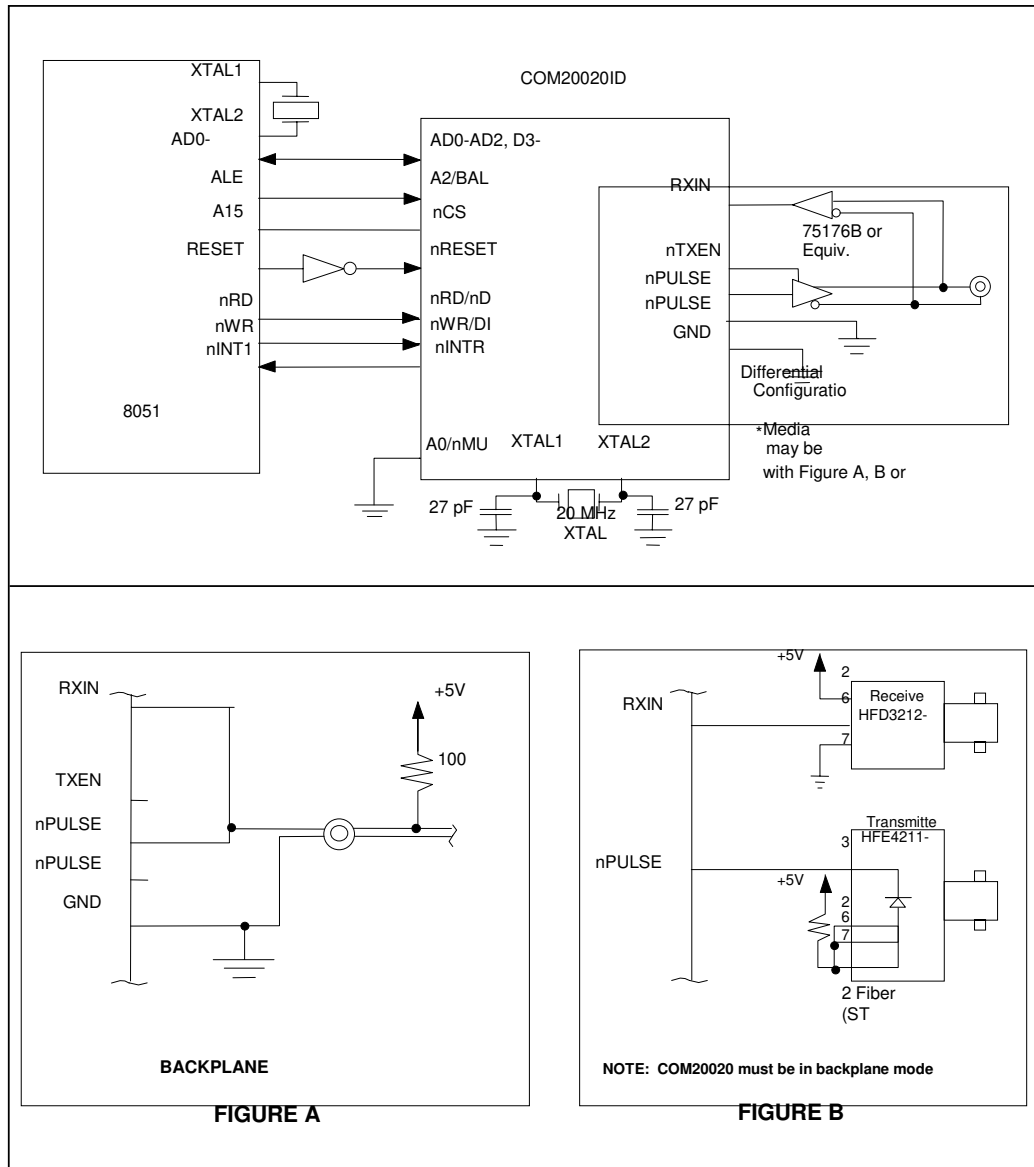 COM20020ID
XTAL1
XTAL2
AD0-
ALE
A15
RESET
nRD
nWR
nINT1
8051
AD0-AD2, D3-
A2/BAL
nCS
nRESET
nRD/nD
nWR/DI
nINTR
A0/nMU
XTAL1 XTAL2
RXIN
nTXEN
nPULSE
nPULSE
GND
75176B or
Equiv.
Differential
Configuratio
*Media
may be
with Figure A, B or
27 pF
20 MHz
XTAL
27 pF
RXIN
TXEN
nPULSE
nPULSE
GND
+5V
100
BACKPLANE
FIGURE A
RXIN
nPULSE
+5V
2
6
7
Receive
HFD3212-
Transmitte
HFE4211-
3
+5V
2
6
7
2 Fiber
(ST
NOTE: COM20020 must be in backplane mode
FIGURE B